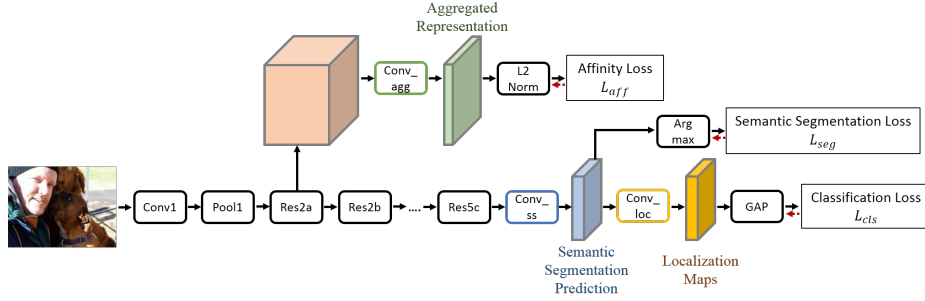 Aggregated
Representation
Conv_
agg
L2
Norm
Affinity Loss
L_aff
Arg
max
Semantic Segmentation Loss
L_seg
Conv1
Pool1
Res2a
Res2b
....
Res5c
Conv_
ss
Conv_
loc
GAP
Classification Loss
L_cls
Semantic
Segmentation
Prediction
Localization
Maps